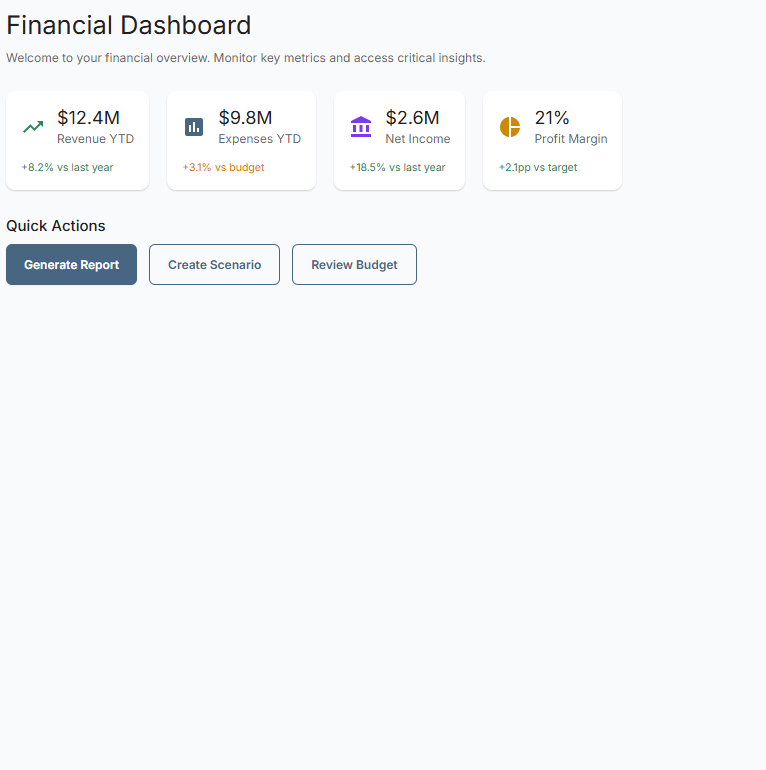 Financial Dashboard
Welcome to your financial overview. Monitor key metrics and access critical insights.
$12.4M
Revenue YTD
+8.2% vs last year
$9.8M
Expenses YTD
+3.1% vs budget
$2.6M
Net Income
+18.5% vs last year
21%
Profit Margin
+2.1pp vs target
Quick Actions
Generate Report
Create Scenario
Review Budget